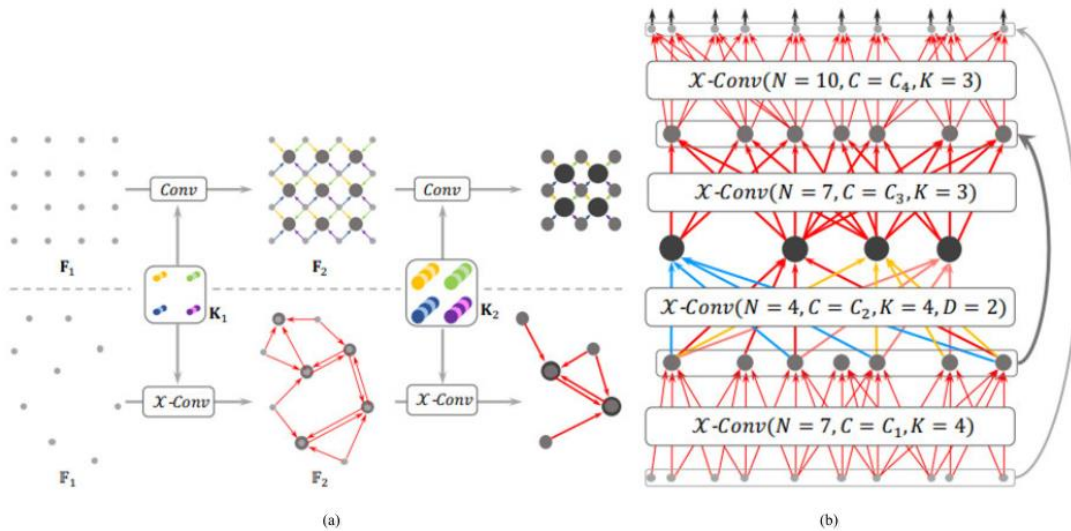 Conv
Conv
F₁
F₂
K₁
K₂
𝒳-Conv
𝒳-Conv
𝔽₁
𝔽₂
(a)
𝒳-Conv(N = 10, C = C₄, K = 3)
𝒳-Conv(N = 7, C = C₃, K = 3)
𝒳-Conv(N = 4, C = C₂, K = 4, D = 2)
𝒳-Conv(N = 7, C = C₁, K = 4)
(b)